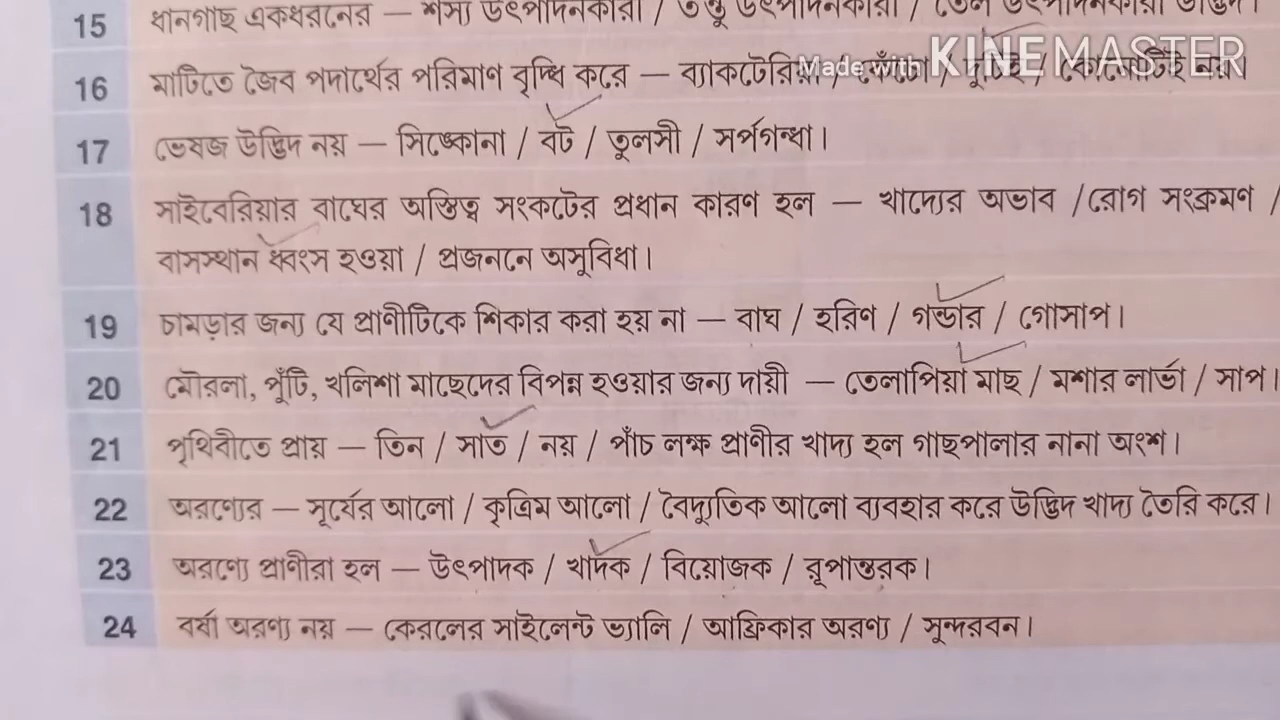 15 ধানগাছ একধরনের — শস্য উৎপাদনকারী / তন্তু উৎপাদনকারী / তেল উৎপাদনকারী উদ্ভিদ।
Made with KINEMASTER
16 মাটিতে জৈব পদার্থের পরিমাণ বৃদ্ধি করে — ব্যাকটেরিয়া / কেঁচো / দুটিই / কোনোটিই নয়।
17 ভেষজ উদ্ভিদ নয় — সিঙ্কোনা / বট / তুলসী / সর্পগন্ধা।
18 সাইবেরিয়ার বাঘের অস্তিত্ব সংকটের প্রধান কারণ হল — খাদ্যের অভাব /রোগ সংক্রমণ /
বাসস্থান ধ্বংস হওয়া / প্রজননে অসুবিধা।
19 চামড়ার জন্য যে প্রাণীটিকে শিকার করা হয় না — বাঘ / হরিণ / গন্ডার / গোসাপ।
20 মৌরলা, পুঁটি, খলিশা মাছেদের বিপন্ন হওয়ার জন্য দায়ী — তেলাপিয়া মাছ / মশার লার্ভা / সাপ।
21 পৃথিবীতে প্রায় — তিন / সাত / নয় / পাঁচ লক্ষ প্রাণীর খাদ্য হল গাছপালার নানা অংশ।
22 অরণ্যের — সূর্যের আলো / কৃত্রিম আলো / বৈদ্যুতিক আলো ব্যবহার করে উদ্ভিদ খাদ্য তৈরি করে।
23 অরণ্যে প্রাণীরা হল — উৎপাদক / খাদক / বিয়োজক / রূপান্তরক।
24 বর্ষা অরণ্য নয় — কেরলের সাইলেন্ট ভ্যালি / আফ্রিকার অরণ্য / সুন্দরবন।